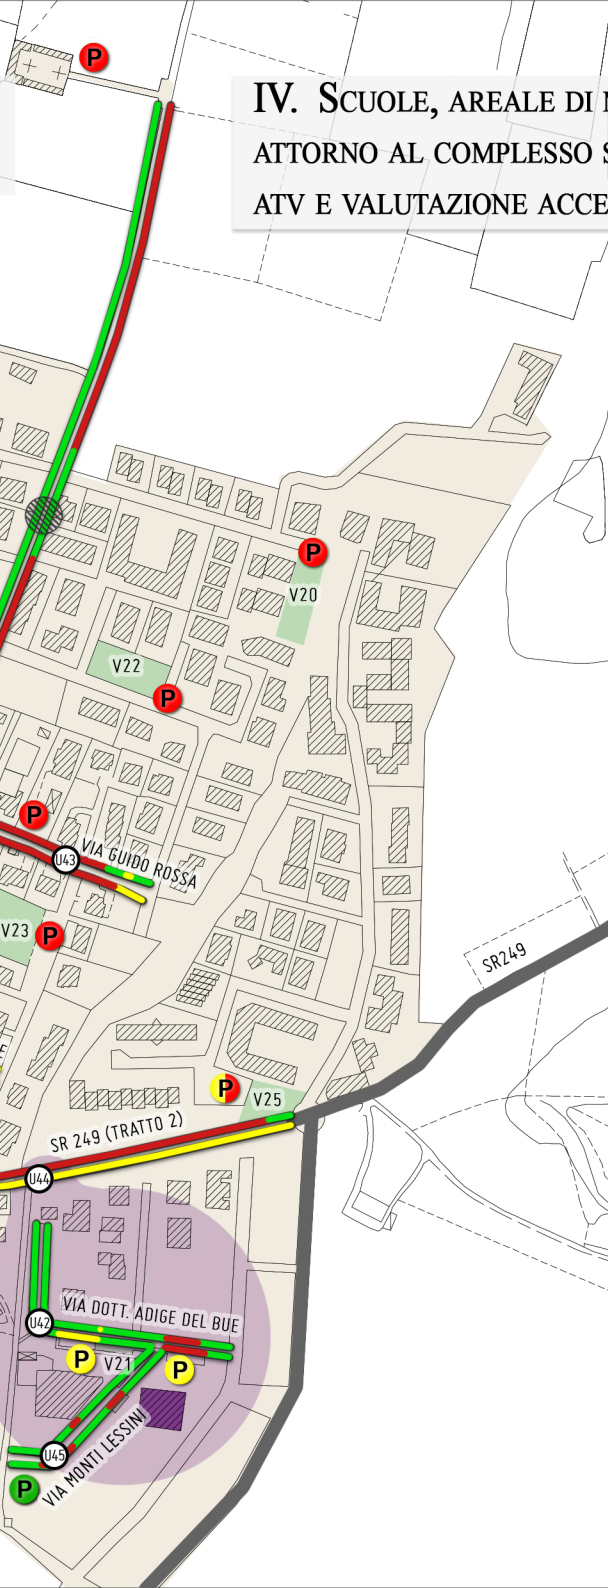 P
IV. SCUOLE, AREALE DI
ATTORNO AL COMPLESSO
ATV E VALUTAZIONE ACCE
P
V20
V22
P
P
U43
VIA GUIDO ROSSA
V23
P
SR249
P
V25
SR 249 (TRATTO 2)
U44
VIA DOTT. ADIGE DEL BUE
U42
P
V21
P
VIA MONTI LESSINI
U45
P